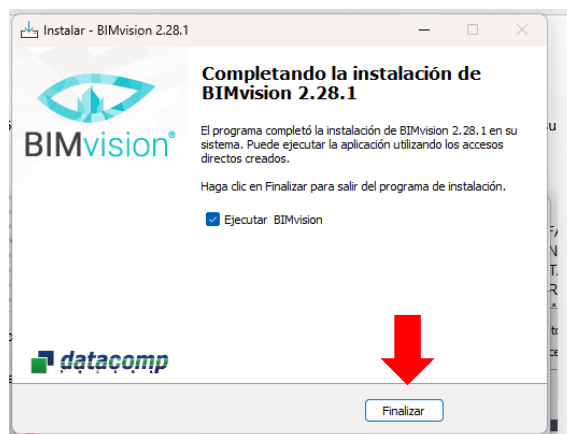 Instalar - BIMvision 2.28.1
Completando la instalación de
BIMvision 2.28.1
El programa completó la instalación de BIMvision 2.28.1 en su
sistema. Puede ejecutar la aplicación utilizando los accesos
directos creados.
Haga clic en Finalizar para salir del programa de instalación.
Ejecutar BIMvision
BIMvision®
datacomp
Finalizar